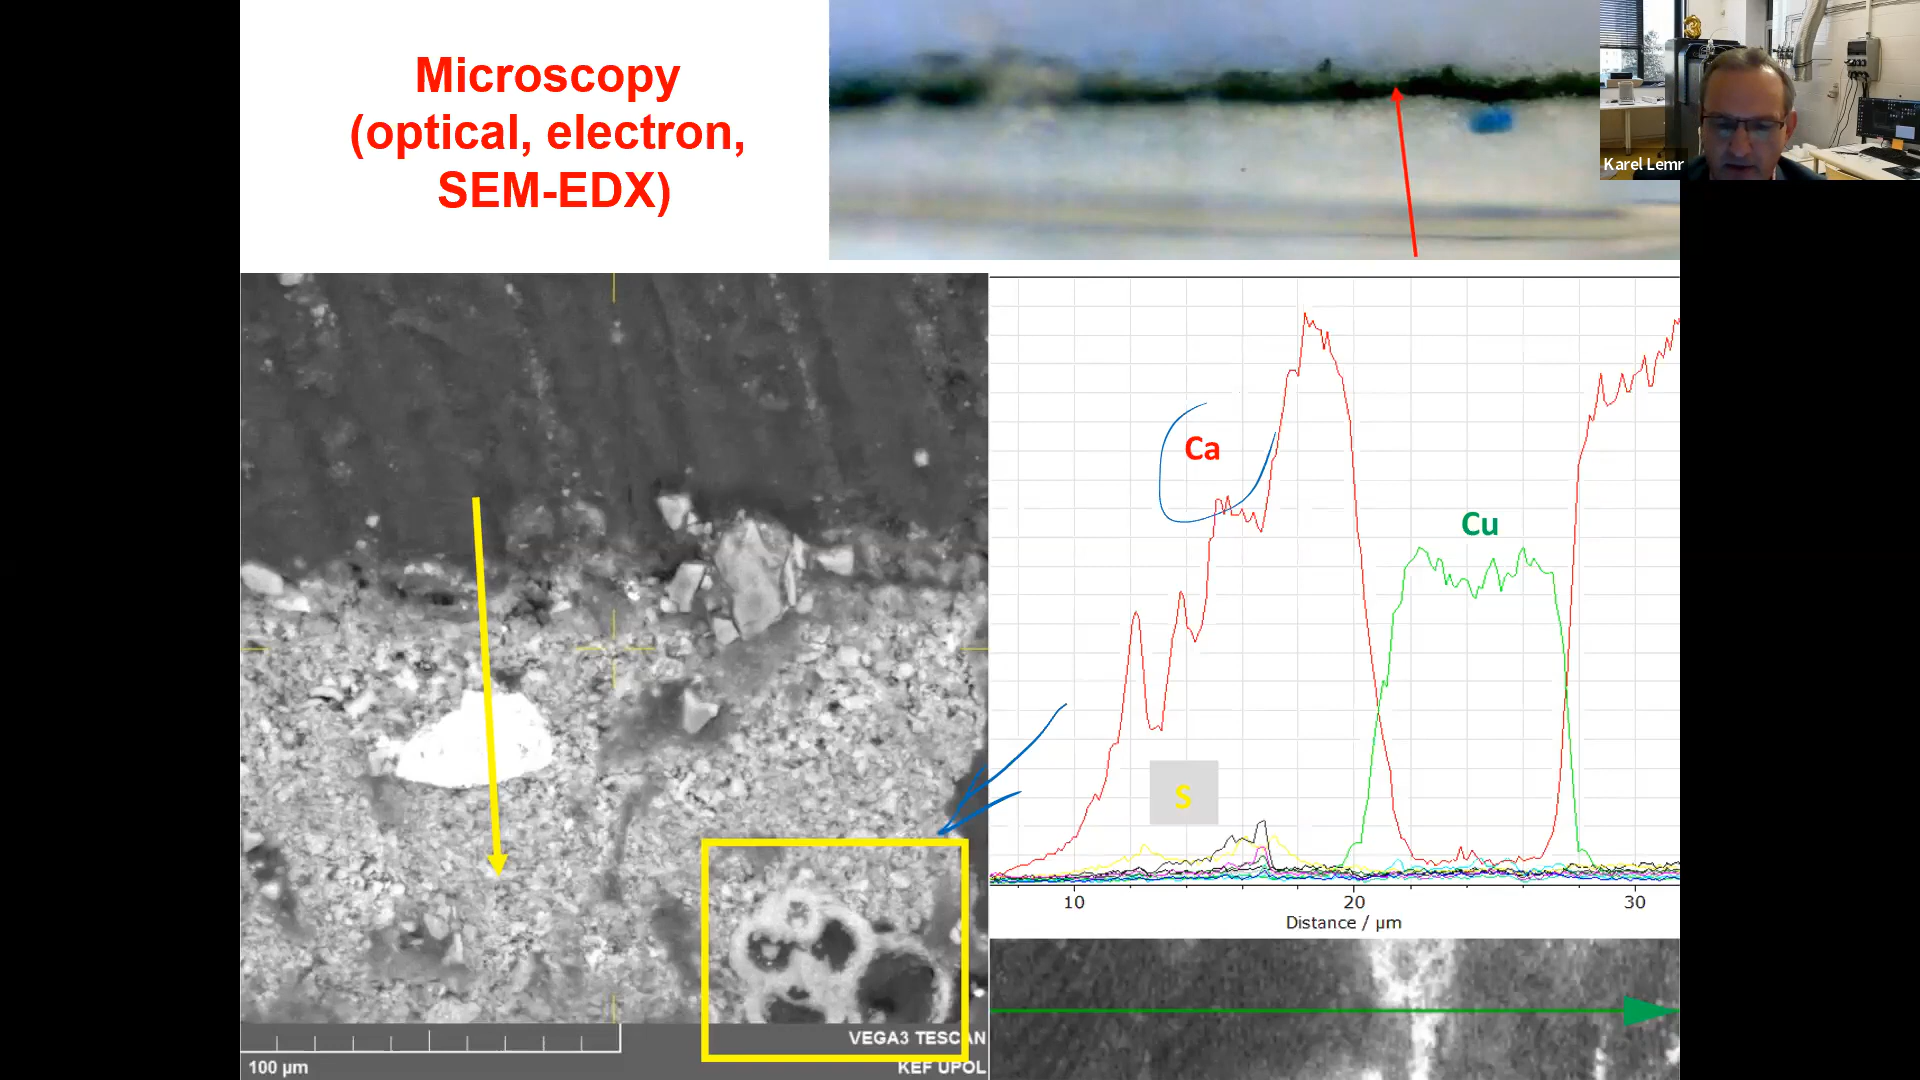 Microscopy
(optical, electron,
SEM-EDX)
Karel Lemr
Ca
Cu
S
10
20
30
Distance / µm
VEGA3 TESCAN
100 µm
KEF UPOL